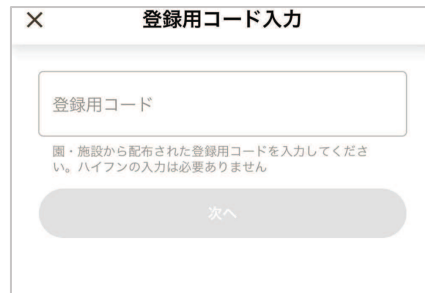 × 登録用コード入力
登録用コード
園・施設から配布された登録用コードを入力してくださ
い。ハイフンの入力は必要ありません
次へ